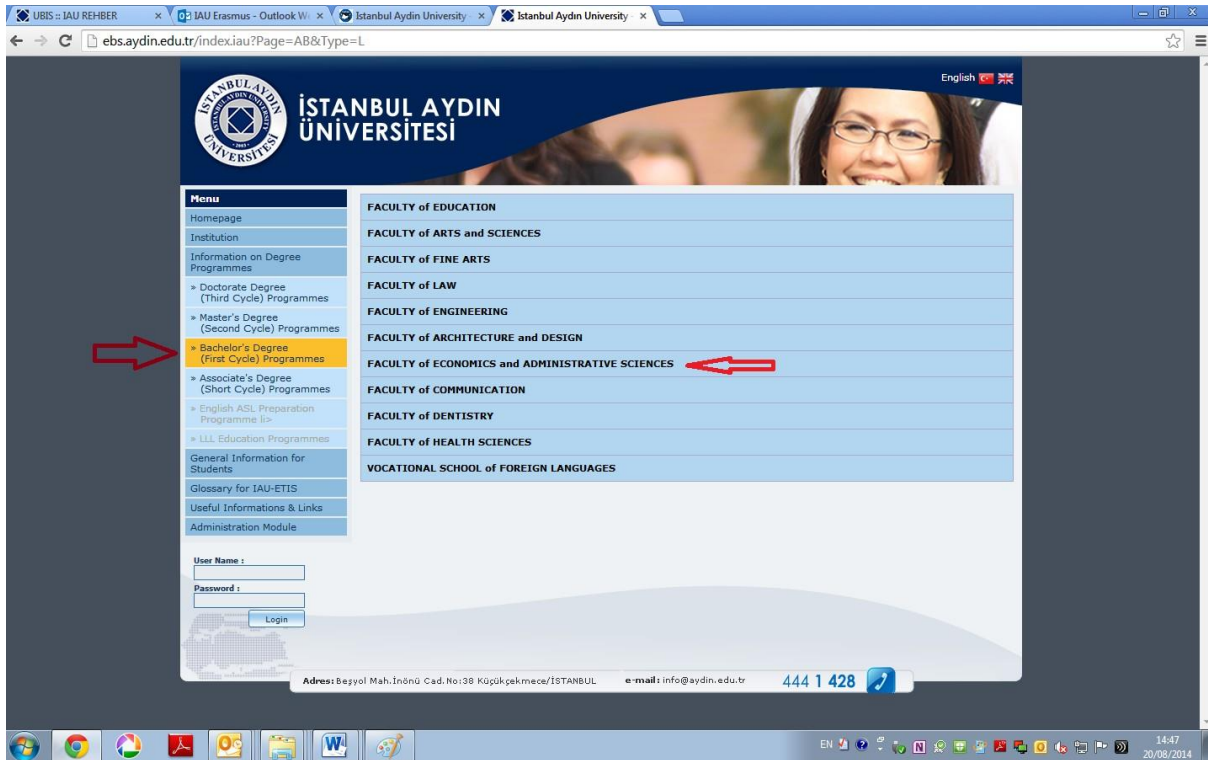 UBIS :: IAU REHBER
IAU Erasmus - Outlook W
Istanbul Aydin University
Istanbul Aydın University
ebs.aydin.edu.tr/index.iau?Page=AB&Type=L
English
İSTANBUL AYDIN ÜNİVERSİTESİ
İSTANBUL AYDIN
ÜNİVERSİTESİ
Menu
Homepage
Institution
Information on Degree
Programmes
» Doctorate Degree
(Third Cycle) Programmes
» Master's Degree
(Second Cycle) Programmes
» Bachelor's Degree
(First Cycle) Programmes
» Associate's Degree
(Short Cycle) Programmes
» English ASL Preparation
Programme li>
» LLL Education Programmes
General Information for
Students
Glossary for IAU-ETIS
Useful Informations & Links
Administration Module
User Name :
Password :
Login
FACULTY of EDUCATION
FACULTY of ARTS and SCIENCES
FACULTY of FINE ARTS
FACULTY of LAW
FACULTY of ENGINEERING
FACULTY of ARCHITECTURE and DESIGN
FACULTY of ECONOMICS and ADMINISTRATIVE SCIENCES
FACULTY of COMMUNICATION
FACULTY of DENTISTRY
FACULTY of HEALTH SCIENCES
VOCATIONAL SCHOOL of FOREIGN LANGUAGES
Adres: Beşyol Mah.İnönü Cad.No:38 Küçükçekmece/İSTANBUL e-mail: info@aydin.edu.tr 444 1 428
EN
14:47
20/08/2014